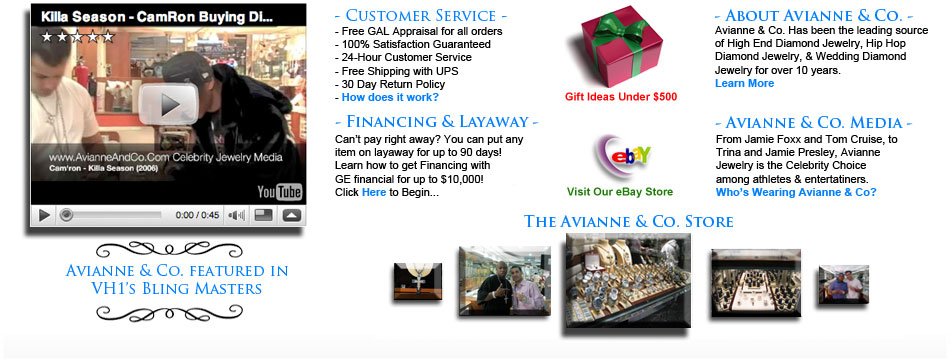 Killa Season - CamRon Buying Di...
www.AvianneAndCo.Com Celebrity Jewelry Media
Cam'ron - Killa Season (2006)
YouTube
0:00 / 0:45
AVIANNE & CO. FEATURED IN
VH1'S BLING MASTERS
- CUSTOMER SERVICE -
- Free GAL Appraisal for all orders
- 100% Satisfaction Guaranteed
- 24-Hour Customer Service
- Free Shipping with UPS
- 30 Day Return Policy
- How does it work?
- FINANCING & LAYAWAY -
Can't pay right away? You can put any
item on layaway for up to 90 days!
Learn how to get Financing with
GE financial for up to $10,000!
Click Here to Begin...
Gift Ideas Under $500
ebay
Visit Our eBay Store
- ABOUT AVIANNE & CO. -
Avianne & Co. Has been the leading source
of High End Diamond Jewelry, Hip Hop
Diamond Jewelry, & Wedding Diamond
Jewelry for over 10 years.
Learn More
- AVIANNE & CO. MEDIA -
From Jamie Foxx and Tom Cruise, to
Trina and Jamie Presley, Avianne
Jewelry is the Celebrity Choice
among athletes & entertatiners.
Who's Wearing Avianne & Co?
THE AVIANNE & CO. STORE